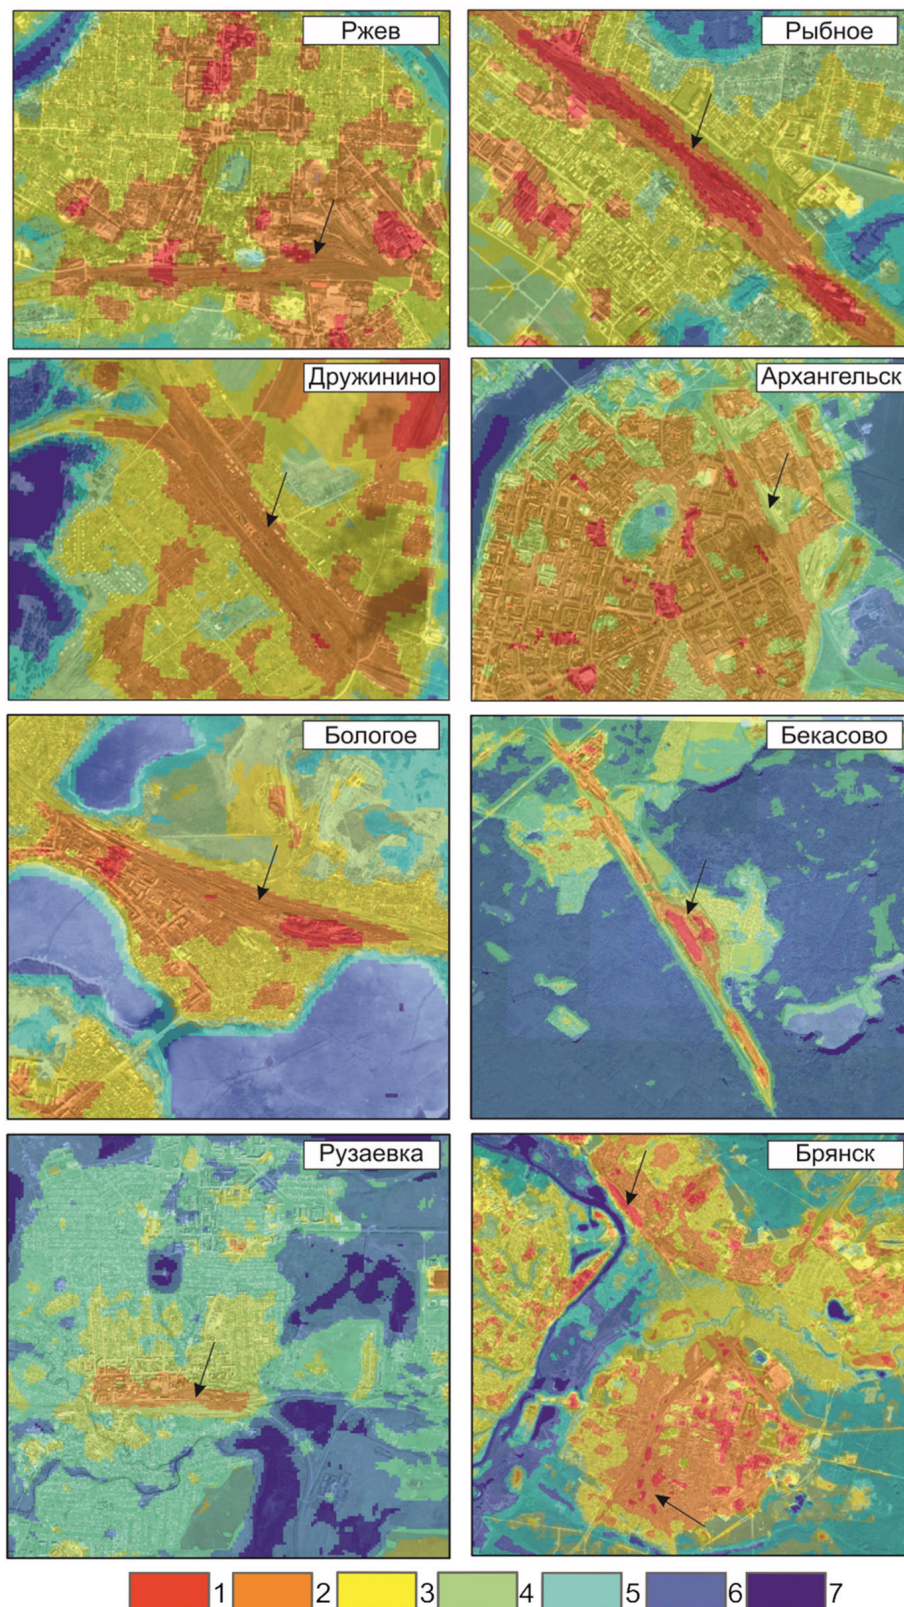 Ржев
Рыбное
Дружинино
Архангельск
Бологое
Бекасово
Рузаевка
Брянск
1 2 3 4 5 6 7